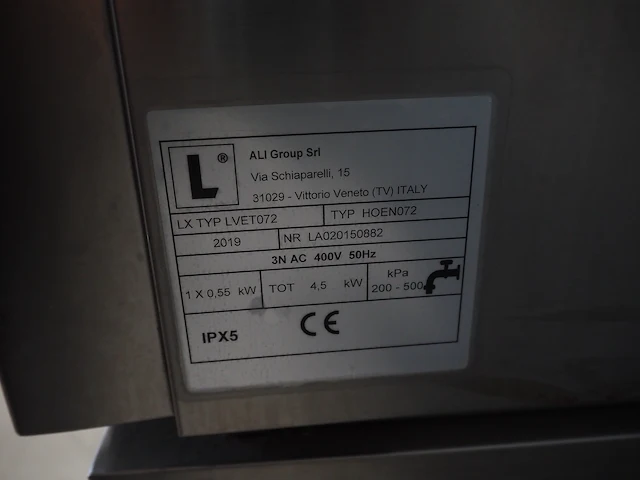 L ®
ALI Group Srl
Via Schiaparelli, 15
31029 - Vittorio Veneto (TV) ITALY
LX TYP LVET072 TYP HOEN072
2019 NR LA020150882
3N AC 400V 50Hz
1 X 0,55 kW TOT 4,5 kW kPa 200 - 500
IPX5 CE